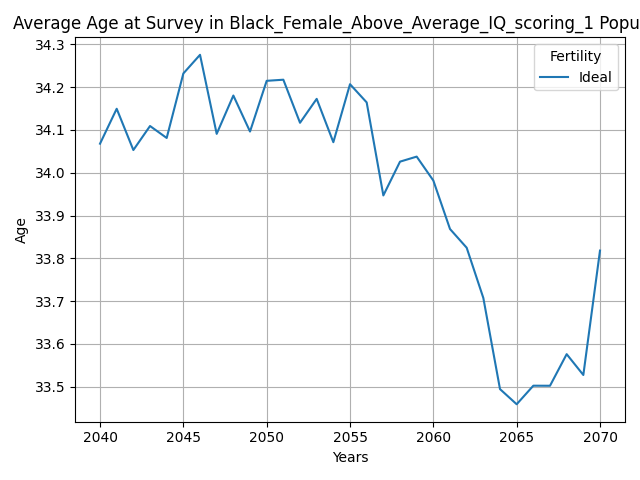 Average Age at Survey in Black_Female_Above_Average_IQ_scoring_1 Popu
34.3
34.2
34.1
34.0
33.9
33.8
33.7
33.6
33.5
Age
Fertility
Ideal
2040 2045 2050 2055 2060 2065 2070
Years